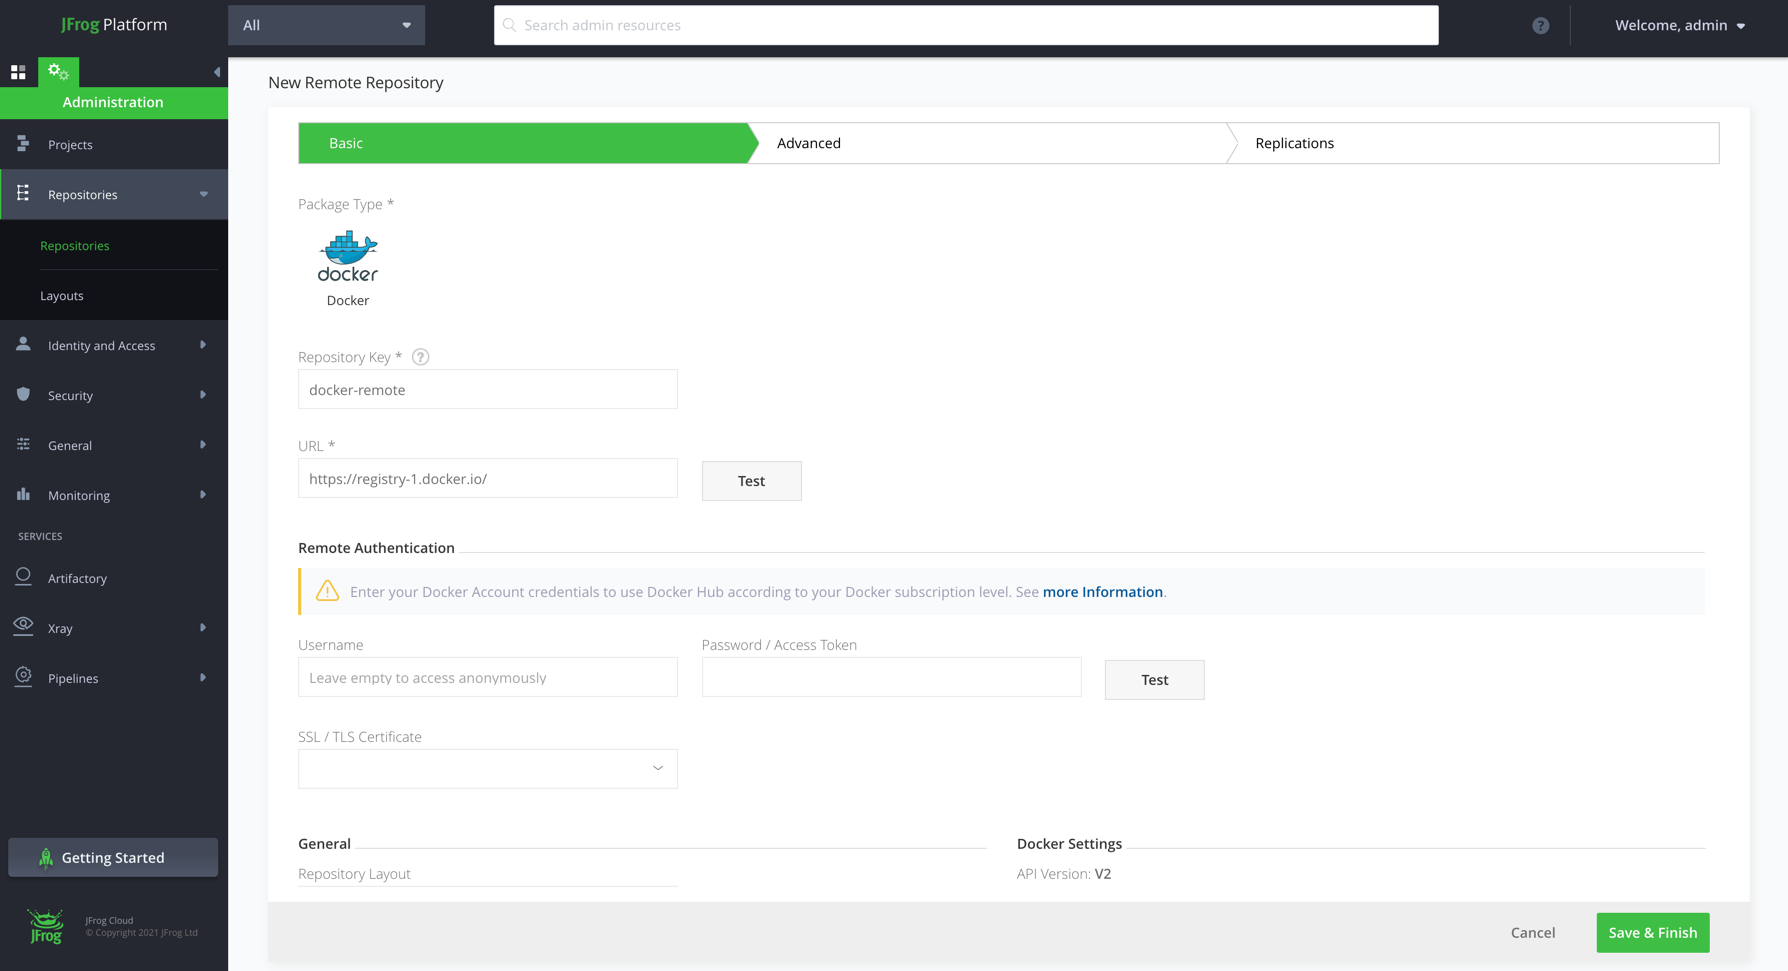 JFrog Platform
All
Search admin resources
?
Welcome, admin
Administration
Projects
Repositories
Repositories
Layouts
Identity and Access
Security
General
Monitoring
SERVICES
Artifactory
Xray
Pipelines
Getting Started
JFrog
JFrog Cloud
© Copyright 2021 JFrog Ltd
New Remote Repository
Basic
Advanced
Replications
Package Type *
docker
Docker
Repository Key * ?
docker-remote
URL *
https://registry-1.docker.io/
Test
Remote Authentication
Enter your Docker Account credentials to use Docker Hub according to your Docker subscription level. See more Information.
Username
Password / Access Token
Leave empty to access anonymously
Test
SSL / TLS Certificate
General
Docker Settings
Repository Layout
API Version: V2
Cancel
Save & Finish